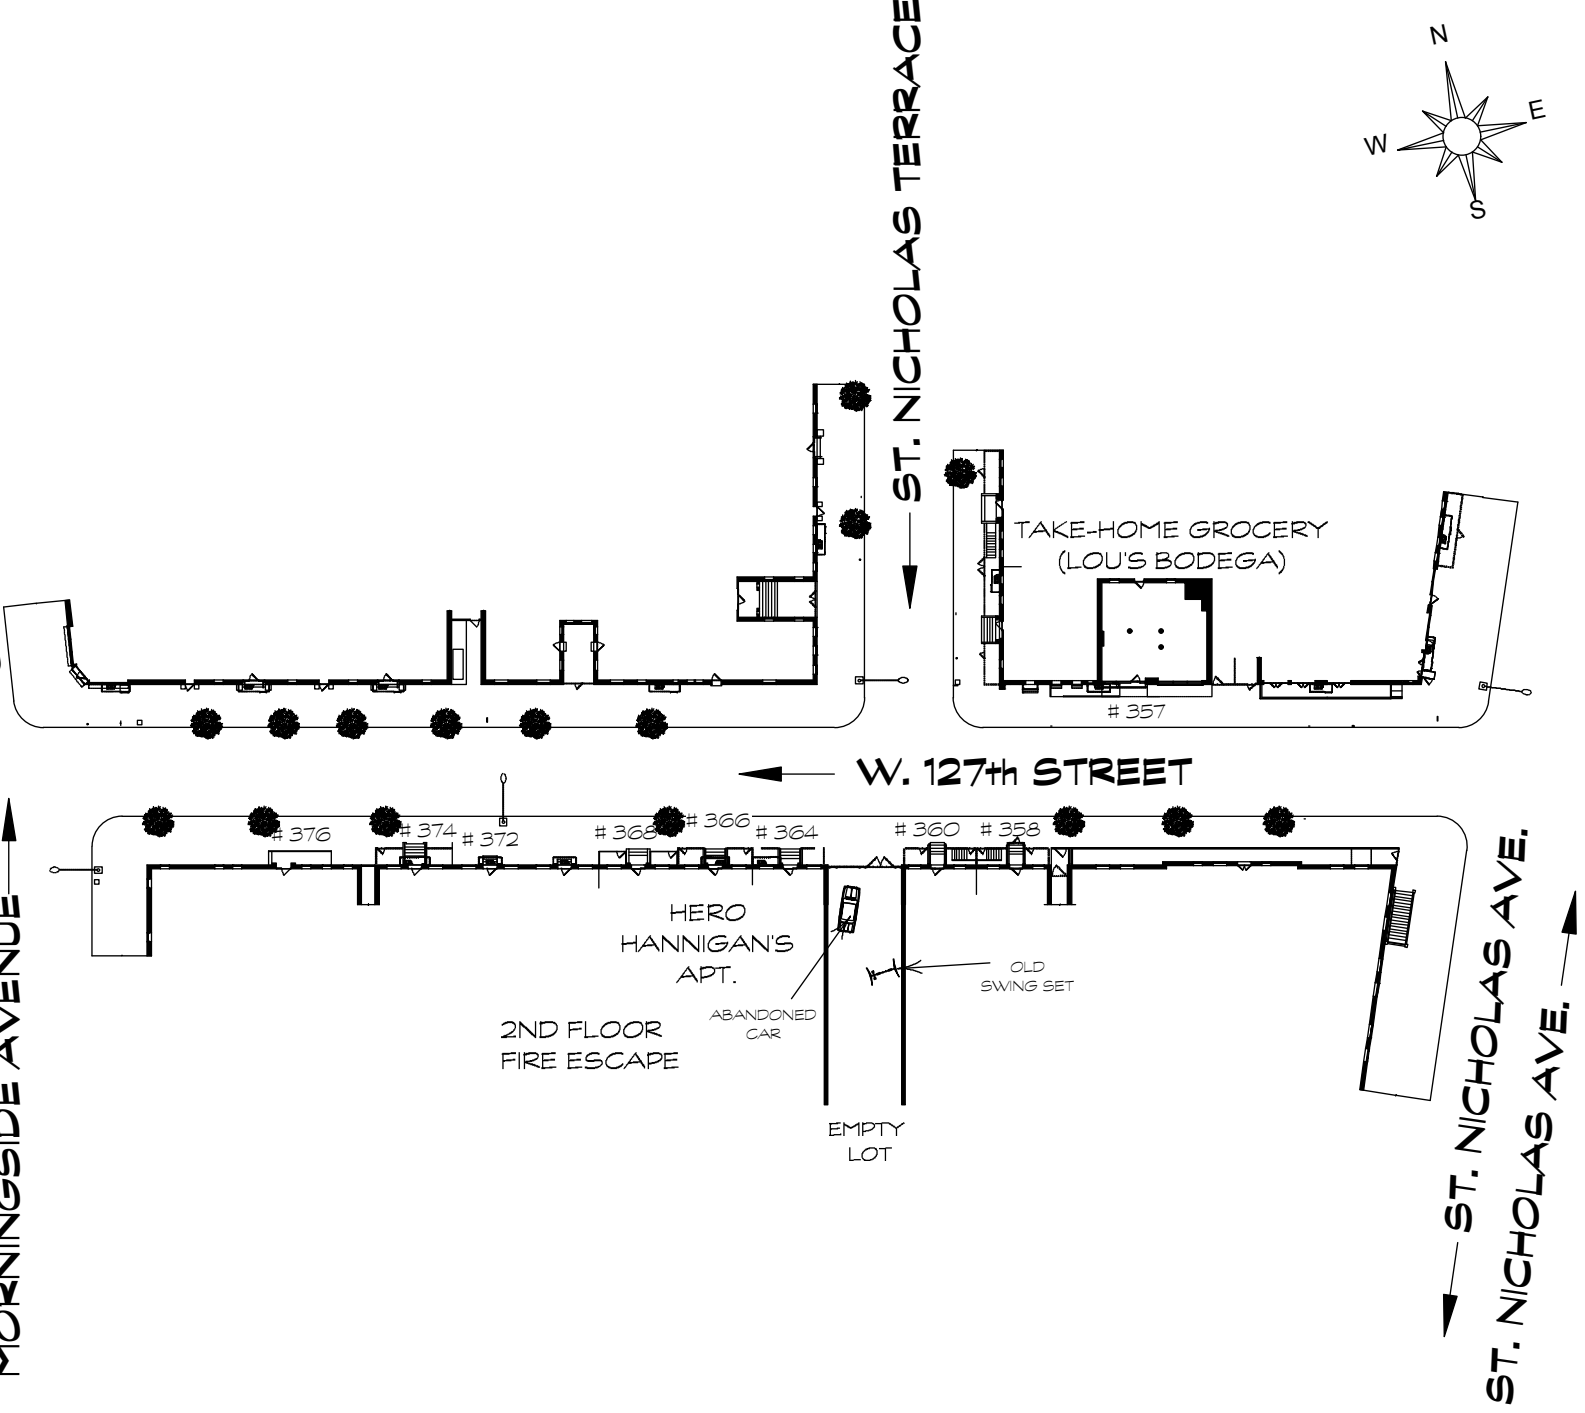 ST. NICHOLAS TERRACE
N
E
W
S
TAKE-HOME GROCERY
(LOU'S BODEGA)
# 357
W. 127th STREET
# 376
# 374
# 372
# 368
# 366
# 364
# 360
# 358
HERO
HANNIGAN'S
APT.
OLD
SWING SET
ABANDONED
CAR
2ND FLOOR
FIRE ESCAPE
EMPTY
LOT
MORNINGSIDE AVENUE
ST. NICHOLAS AVE.
ST. NICHOLAS AVE.